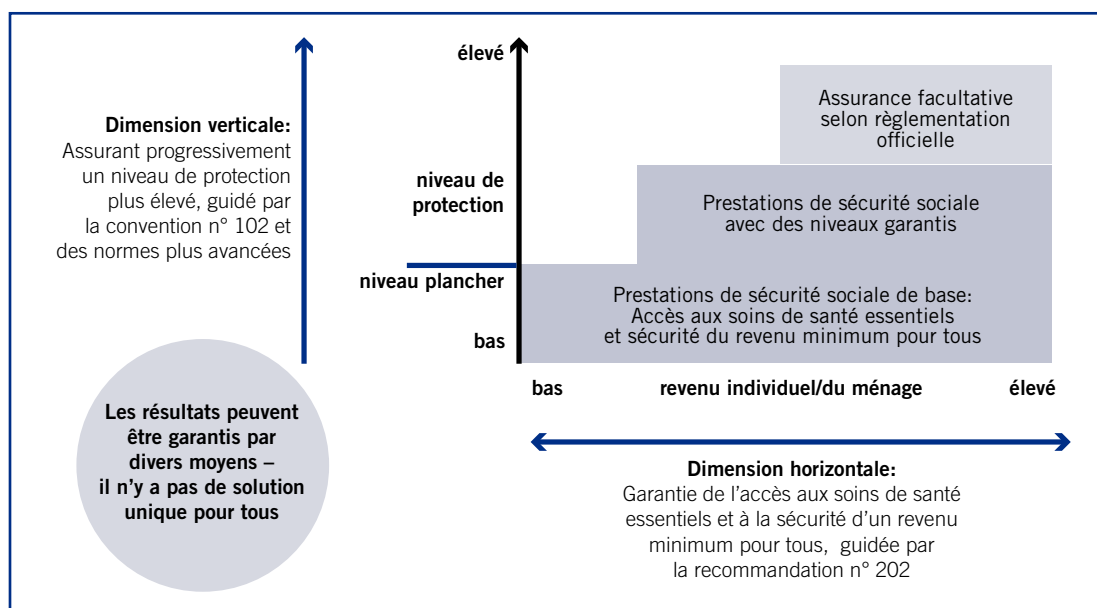 Dimension verticale:
Assurant progressivement
un niveau de protection
plus élevé, guidé par
la convention n° 102 et
des normes plus avancées
Les résultats peuvent
être garantis par
divers moyens –
il n’y a pas de solution
unique pour tous
élevé
niveau de
protection
niveau plancher
bas
Assurance facultative
selon règlementation
officielle
Prestations de sécurité sociale
avec des niveaux garantis
Prestations de sécurité sociale de base:
Accès aux soins de santé essentiels
et sécurité du revenu minimum pour tous
bas revenu individuel/du ménage élevé
Dimension horizontale:
Garantie de l’accès aux soins de santé
essentiels et à la sécurité d’un revenu
minimum pour tous, guidée par
la recommandation n° 202